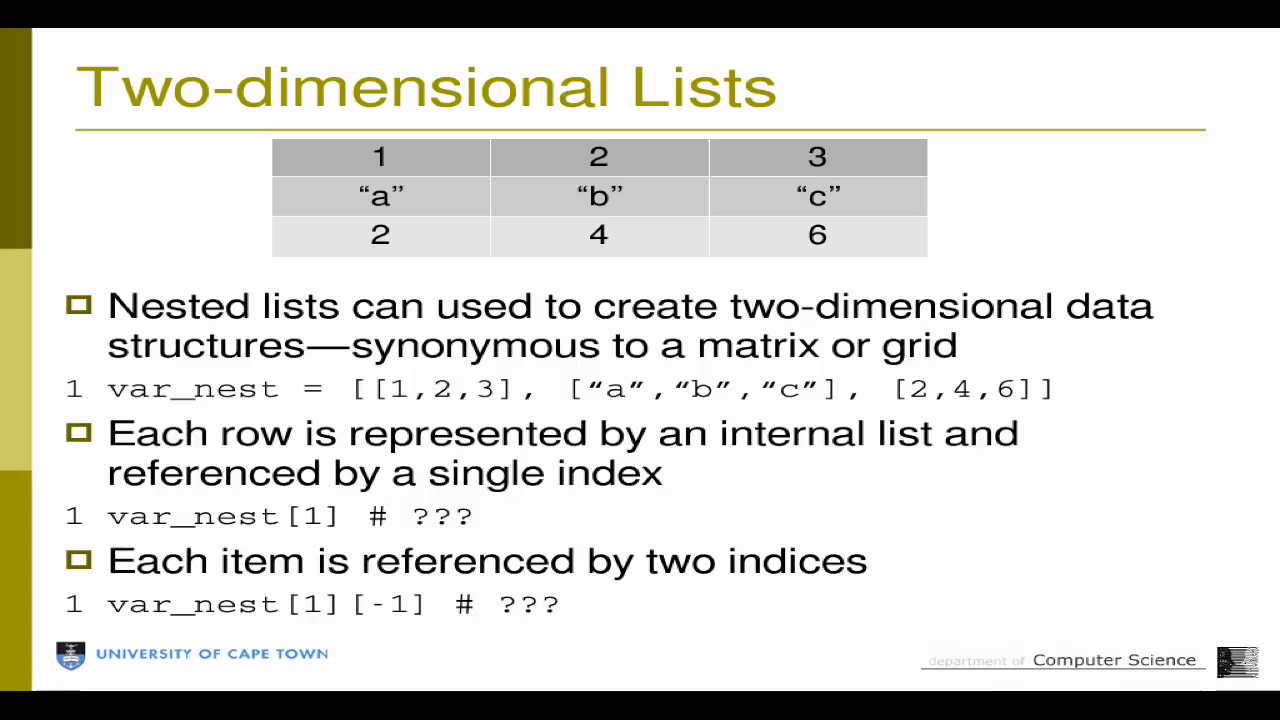 Two-dimensional Lists
1 2 3
“a” “b” “c”
2 4 6
Nested lists can used to create two-dimensional data
structures—synonymous to a matrix or grid
1 var_nest = [[1,2,3], [“a”,“b”,“c”], [2,4,6]]
Each row is represented by an internal list and
referenced by a single index
1 var_nest[1] # ???
Each item is referenced by two indices
1 var_nest[1][-1] # ???
UNIVERSITY OF CAPE TOWN
department of Computer Science